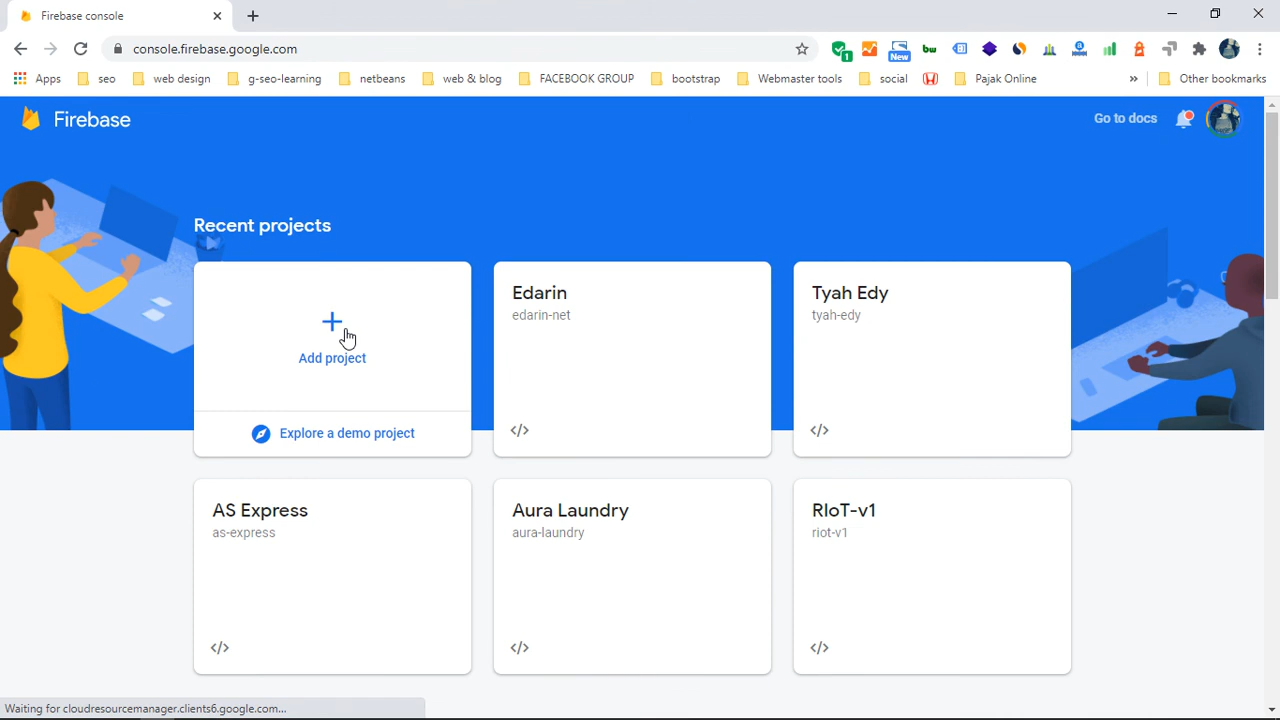 Firebase console
console.firebase.google.com
1
New
bw
Apps
seo
web design
g-seo-learning
netbeans
web & blog
FACEBOOK GROUP
bootstrap
Webmaster tools
social
Pajak Online
»
Other bookmarks
Firebase
Go to docs
Recent projects
Add project
Explore a demo project
Edarin
edarin-net
</>
Tyah Edy
tyah-edy
</>
AS Express
as-express
</>
Aura Laundry
aura-laundry
</>
RIoT-v1
riot-v1
</>
Waiting for cloudresourcemanager.clients6.google.com...